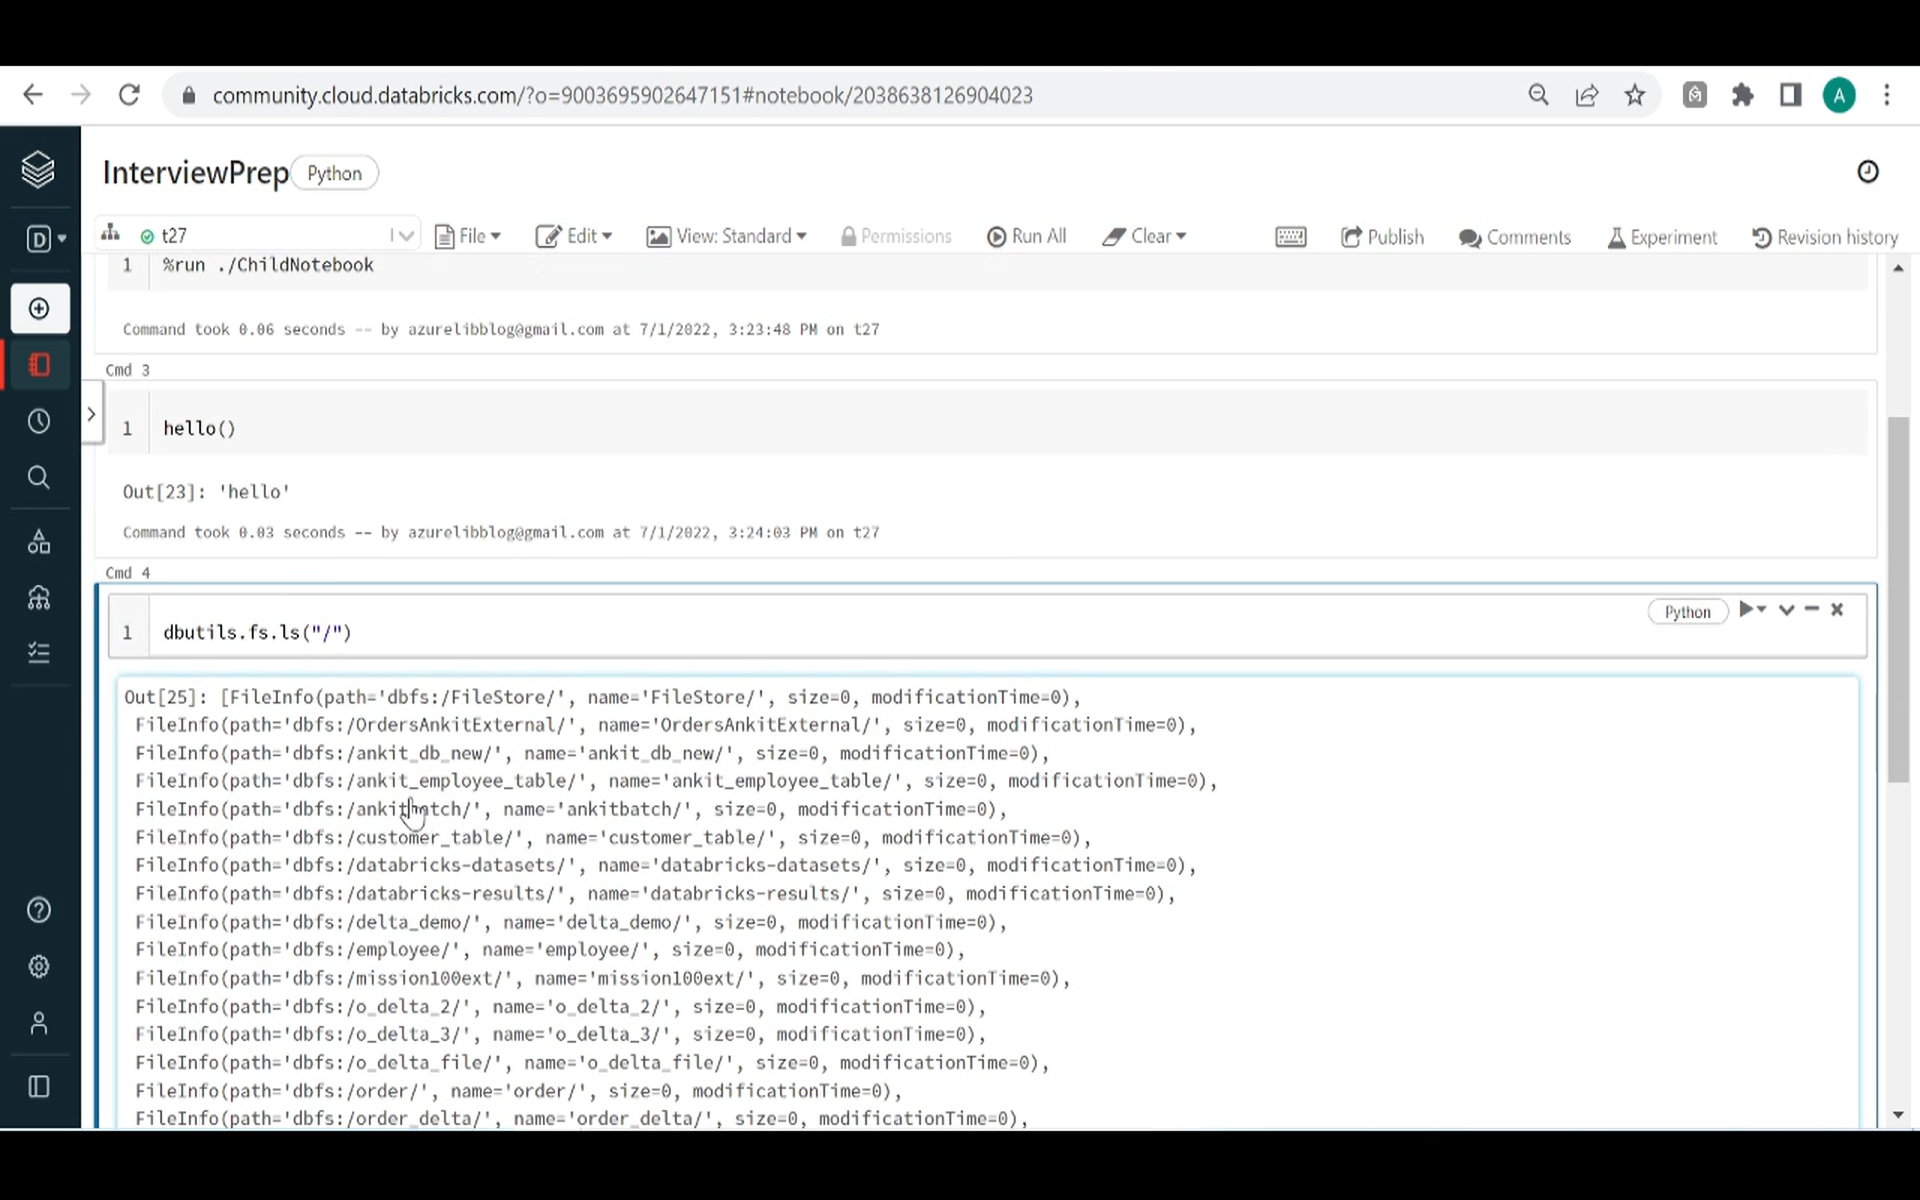 community.cloud.databricks.com/?o=9003695902647151#notebook/2038638126904023
A
InterviewPrep Python
D
t27 File Edit View: Standard Permissions Run All Clear Publish Comments Experiment Revision history
1 %run ./ChildNotebook
Command took 0.06 seconds -- by azurelibblog@gmail.com at 7/1/2022, 3:23:48 PM on t27
Cmd 3
1 hello()
Out[23]: 'hello'
Command took 0.03 seconds -- by azurelibblog@gmail.com at 7/1/2022, 3:24:03 PM on t27
Cmd 4
Python
1 dbutils.fs.ls("/")
Out[25]: [FileInfo(path='dbfs:/FileStore/', name='FileStore/', size=0, modificationTime=0),
FileInfo(path='dbfs:/OrdersAnkitExternal/', name='OrdersAnkitExternal/', size=0, modificationTime=0),
FileInfo(path='dbfs:/ankit_db_new/', name='ankit_db_new/', size=0, modificationTime=0),
FileInfo(path='dbfs:/ankit_employee_table/', name='ankit_employee_table/', size=0, modificationTime=0),
FileInfo(path='dbfs:/ankitbatch/', name='ankitbatch/', size=0, modificationTime=0),
FileInfo(path='dbfs:/customer_table/', name='customer_table/', size=0, modificationTime=0),
FileInfo(path='dbfs:/databricks-datasets/', name='databricks-datasets/', size=0, modificationTime=0),
FileInfo(path='dbfs:/databricks-results/', name='databricks-results/', size=0, modificationTime=0),
FileInfo(path='dbfs:/delta_demo/', name='delta_demo/', size=0, modificationTime=0),
FileInfo(path='dbfs:/employee/', name='employee/', size=0, modificationTime=0),
FileInfo(path='dbfs:/mission100ext/', name='mission100ext/', size=0, modificationTime=0),
FileInfo(path='dbfs:/o_delta_2/', name='o_delta_2/', size=0, modificationTime=0),
FileInfo(path='dbfs:/o_delta_3/', name='o_delta_3/', size=0, modificationTime=0),
FileInfo(path='dbfs:/o_delta_file/', name='o_delta_file/', size=0, modificationTime=0),
FileInfo(path='dbfs:/order/', name='order/', size=0, modificationTime=0),
FileInfo(path='dbfs:/order_delta/', name='order_delta/', size=0, modificationTime=0),